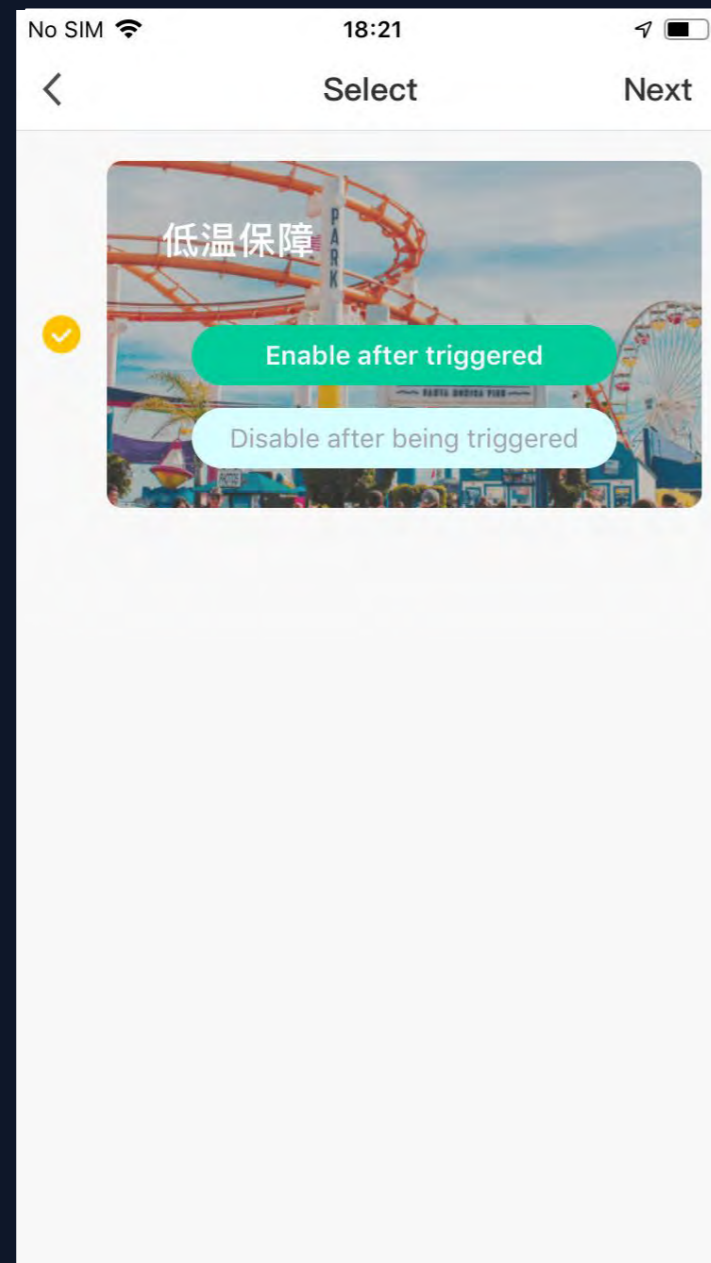 No SIM
18:21
Select
Next
低温保障
PARK
Enable after triggered
Disable after being triggered